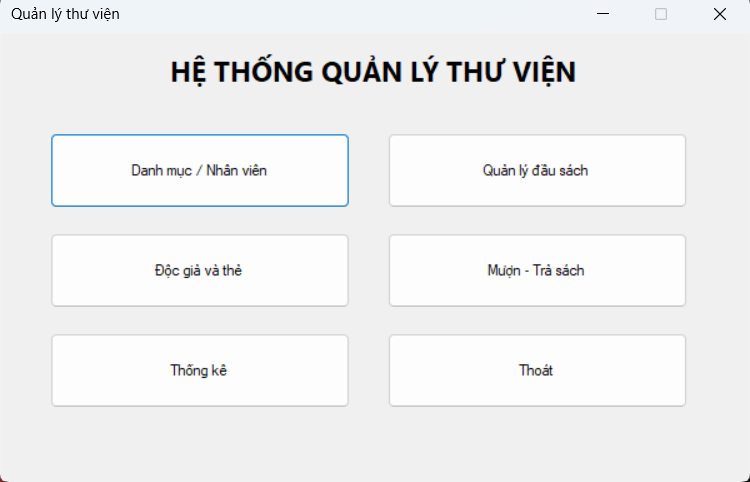 Quản lý thư viện
HỆ THỐNG QUẢN LÝ THƯ VIỆN
Danh mục / Nhân viên
Quản lý đầu sách
Độc giả và thẻ
Mượn - Trả sách
Thống kê
Thoát